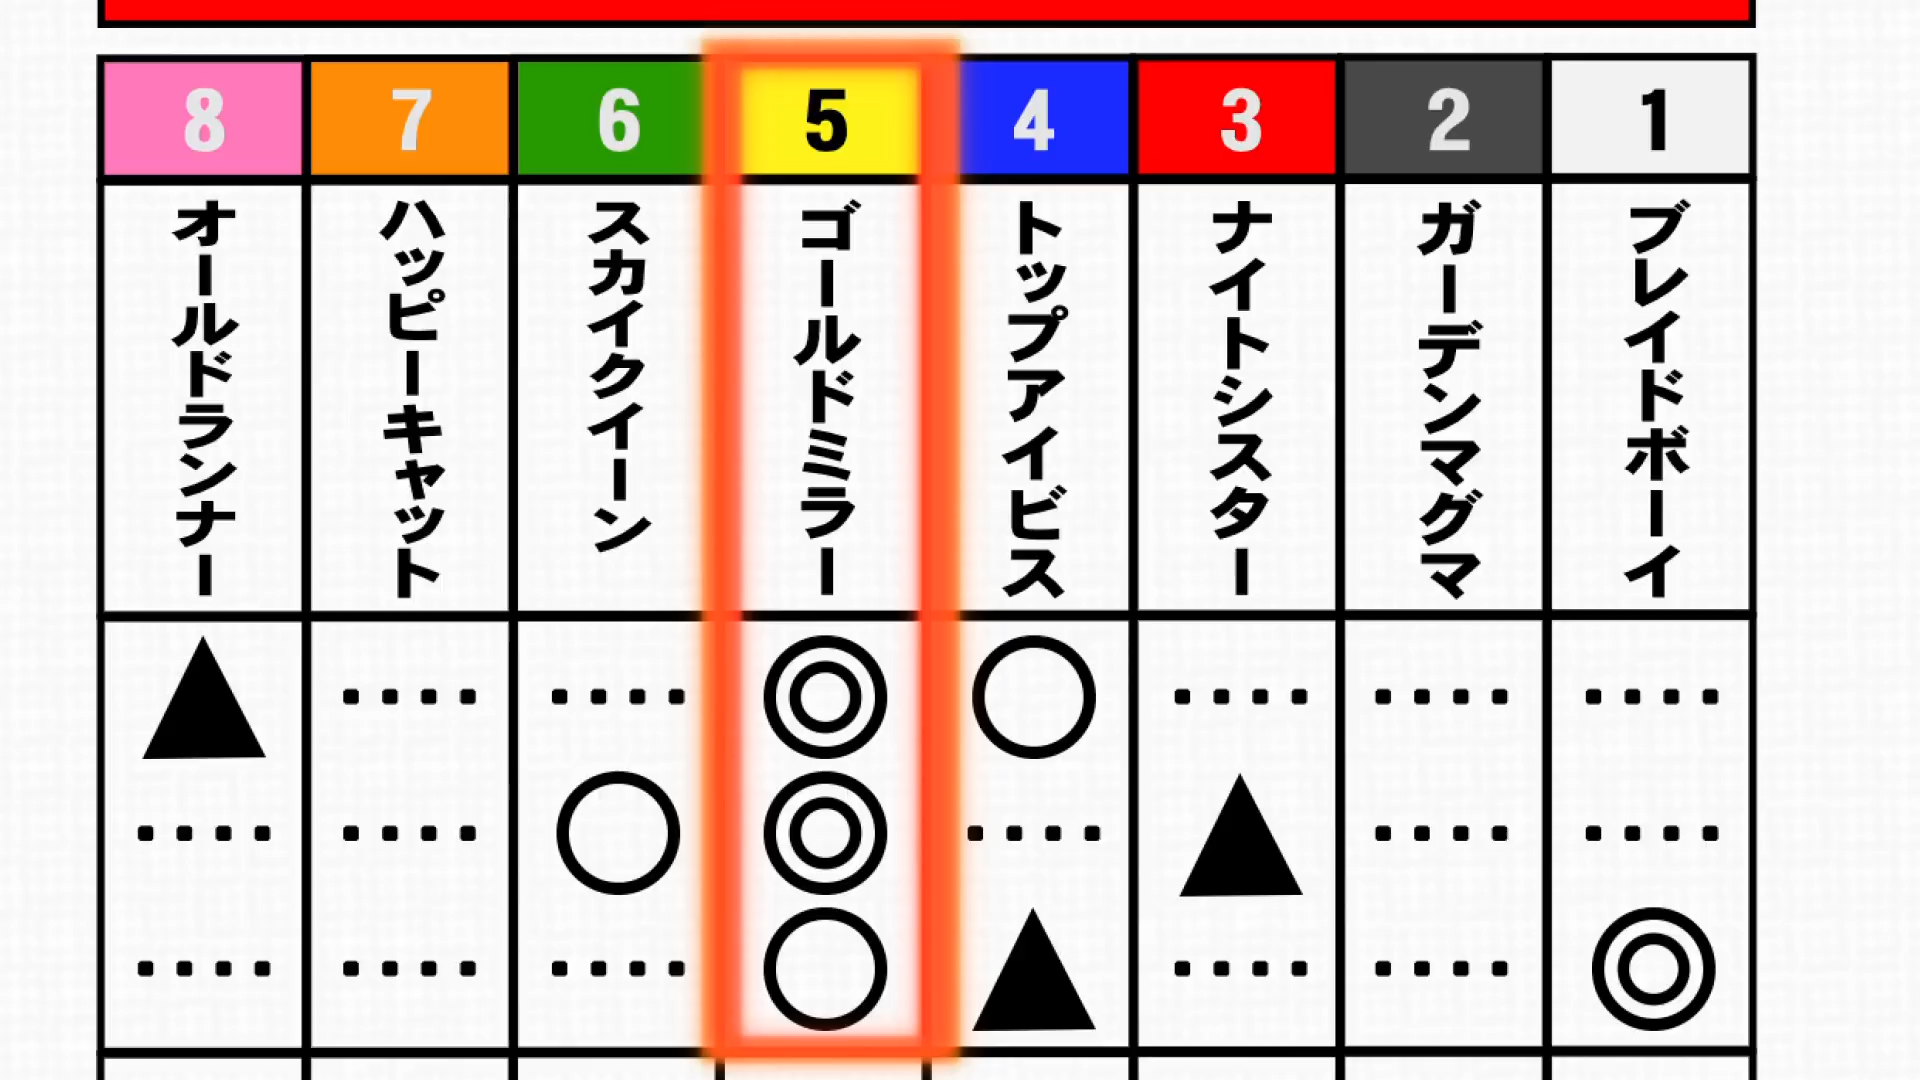 8 7 6 5 4 3 2 1
オールドランナー
ハッピーキャット
スカイクイーン
ゴールドミラー
トップアイビス
ナイトシスター
ガーデンマグマ
ブレイドボーイ
▲ ････ ････ ◎ ○ ････ ････ ････
････ ････ ○ ◎ ････ ▲ ････ ････
････ ････ ････ ○ ▲ ････ ････ ◎